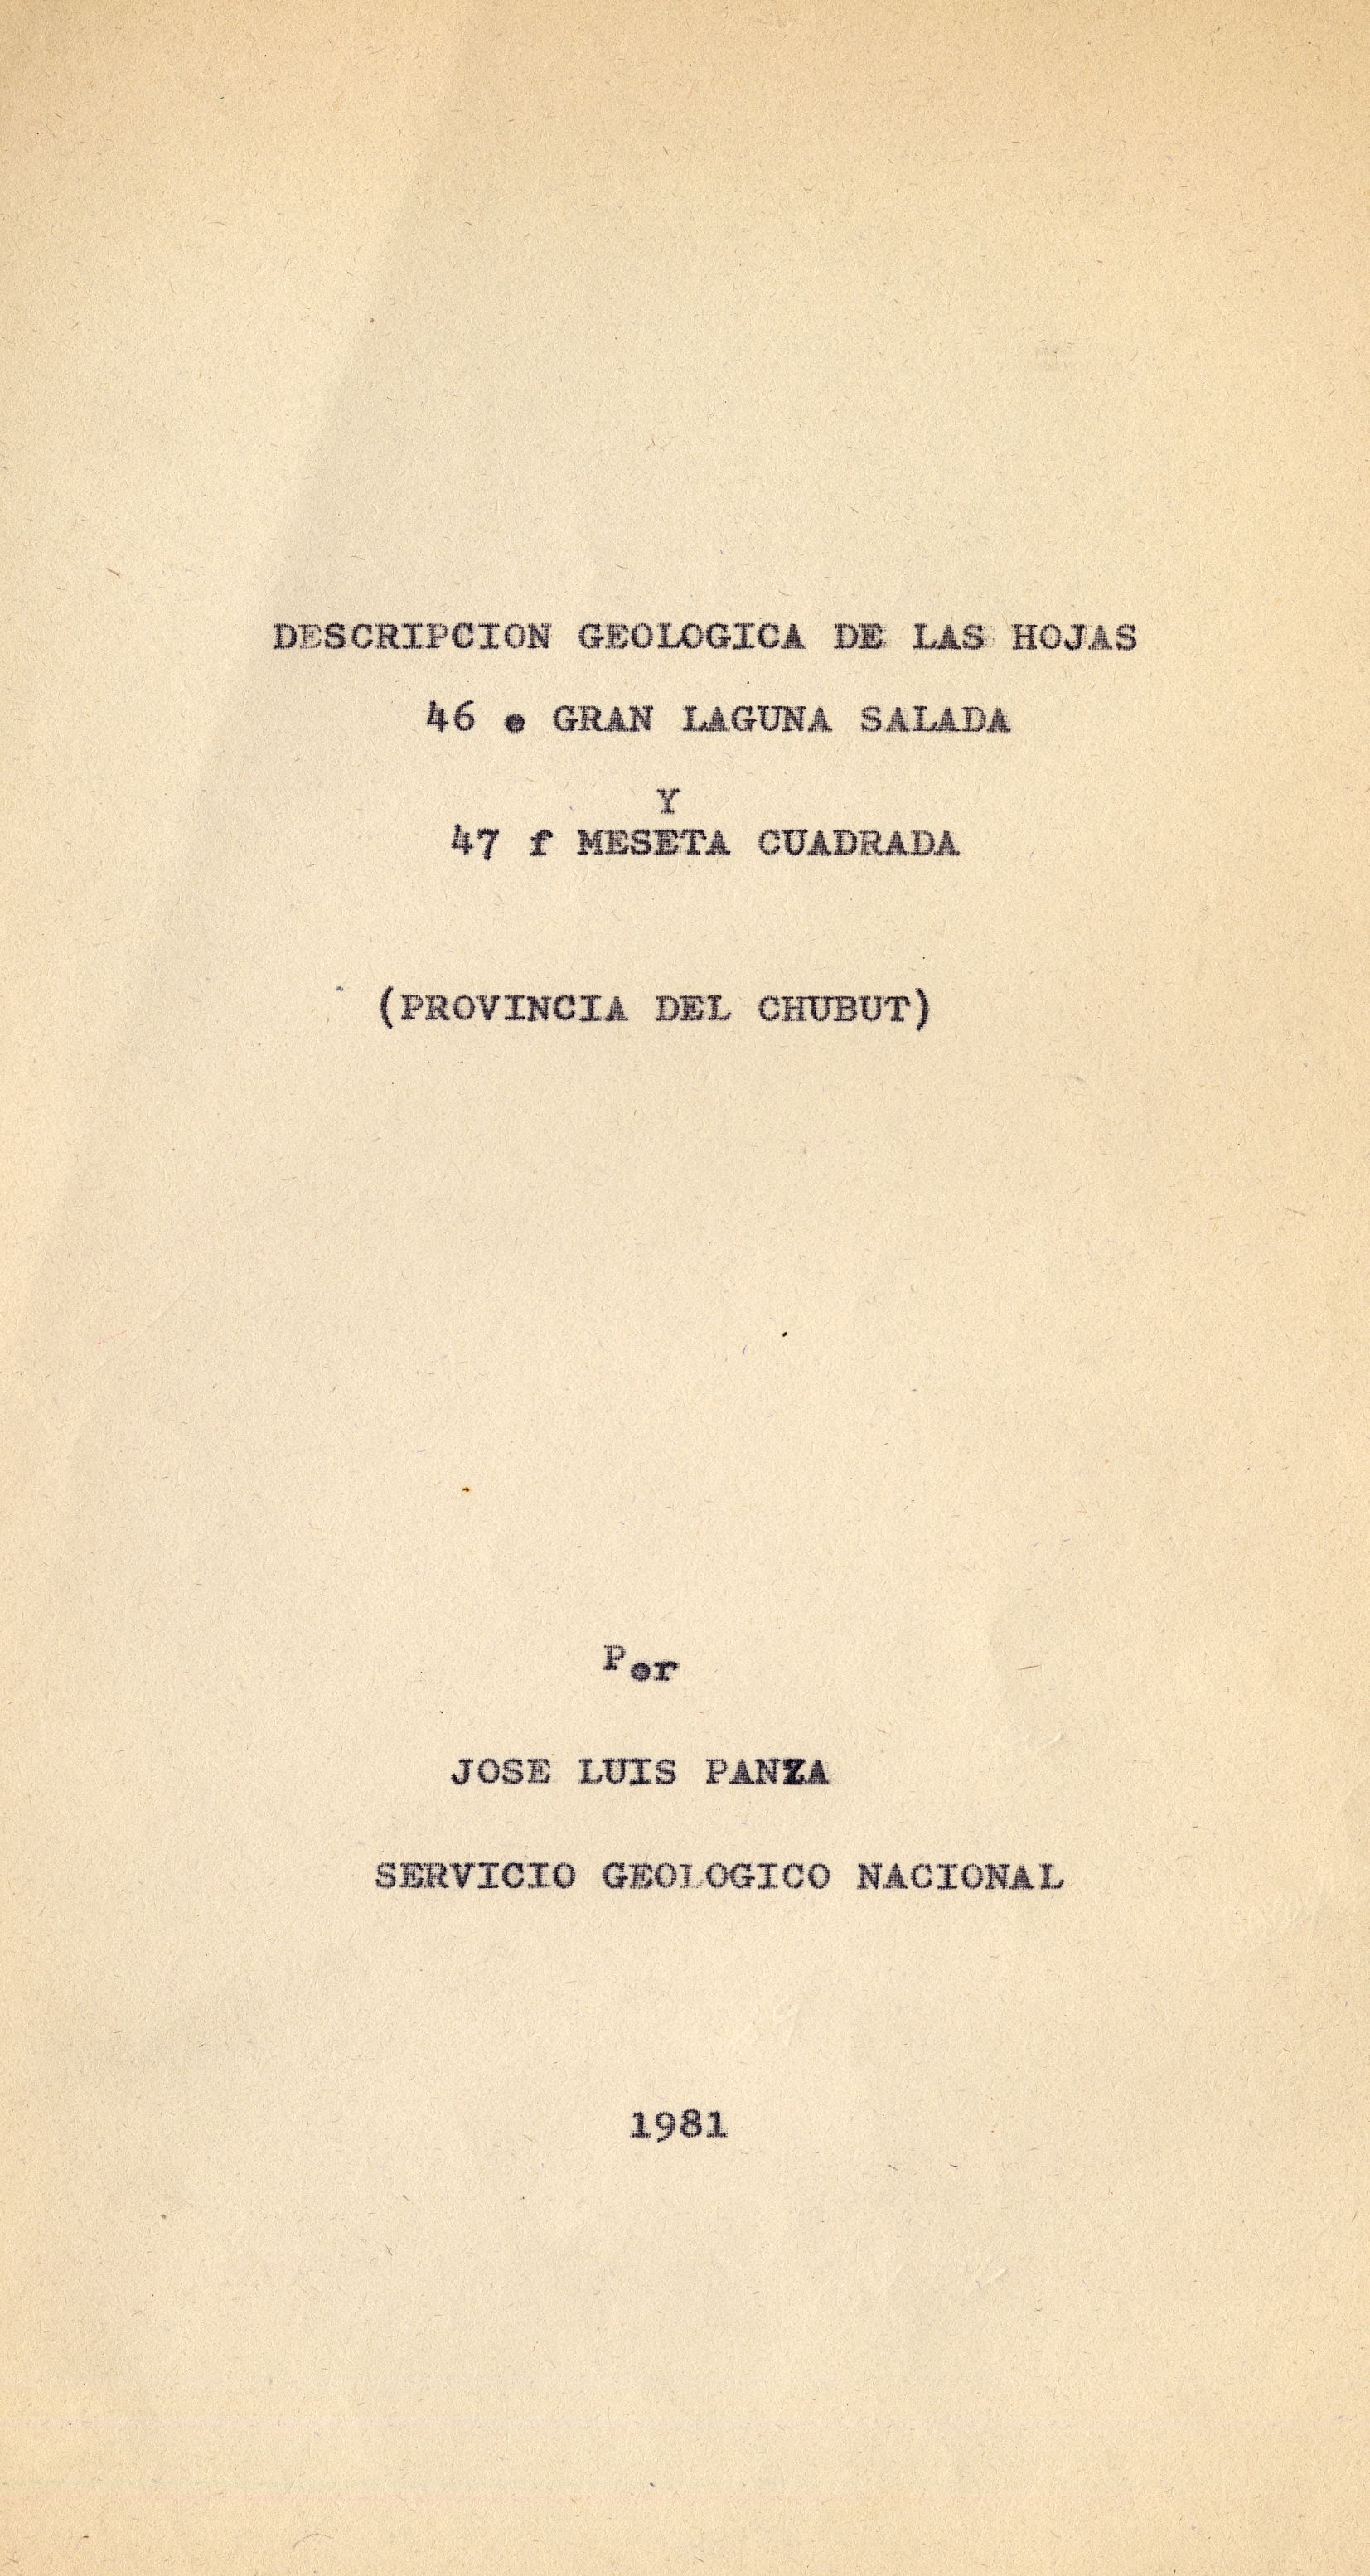 DESCRIPCION GEOLOGICA DE LAS HOJAS
46 e GRAN LAGUNA SALADA
Y
47 f MESETA CUADRADA
(PROVINCIA DEL CHUBUT)
Por
JOSE LUIS PANZA
SERVICIO GEOLOGICO NACIONAL
1981